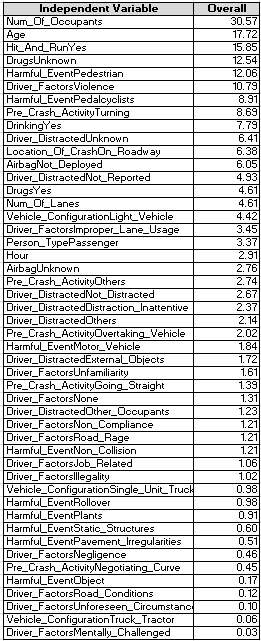 Independent Variable Overall
Num_Of_Occupants 30.57
Age 17.72
Hit_And_RunYes 15.85
DrugsUnknown 12.54
Harmful_EventPedestrian 12.06
Driver_FactorsViolence 10.79
Harmful_EventPedalcyclists 8.91
Pre_Crash_ActivityTurning 8.69
DrinkingYes 7.79
Driver_DistractedUnknown 6.41
Location_Of_CrashOn_Roadway 6.38
AirbagNot_Deployed 6.05
Driver_DistractedNot_Reported 4.93
DrugsYes 4.61
Num_Of_Lanes 4.61
Vehicle_ConfigurationLight_Vehicle 4.42
Driver_FactorsImproper_Lane_Usage 3.45
Person_TypePassenger 3.37
Hour 2.91
AirbagUnknown 2.76
Pre_Crash_ActivityOthers 2.74
Driver_DistractedNot_Distracted 2.67
Driver_DistractedDistraction_Inattentive 2.37
Driver_DistractedOthers 2.14
Pre_Crash_ActivityOvertaking_Vehicle 2.02
Harmful_EventMotor_Vehicle 1.84
Driver_DistractedExternal_Objects 1.72
Driver_FactorsUnfamiliarity 1.61
Pre_Crash_ActivityGoing_Straight 1.39
Driver_FactorsNone 1.31
Driver_DistractedOther_Occupants 1.23
Driver_FactorsNon_Compliance 1.21
Driver_FactorsRoad_Rage 1.21
Harmful_EventNon_Collision 1.21
Driver_FactorsJob_Related 1.06
Driver_FactorsIllegality 1.02
Vehicle_ConfigurationSingle_Unit_Truck 0.98
Harmful_EventRollover 0.98
Harmful_EventPlants 0.91
Harmful_EventStatic_Structures 0.60
Harmful_EventPavement_Irregularities 0.51
Driver_FactorsNegligence 0.46
Pre_Crash_ActivityNegotiating_Curve 0.45
Harmful_EventObject 0.17
Driver_FactorsRoad_Conditions 0.12
Driver_FactorsUnforeseen_Circumstanc 0.10
Vehicle_ConfigurationTruck_Tractor 0.06
Driver_FactorsMentally_Challenged 0.03